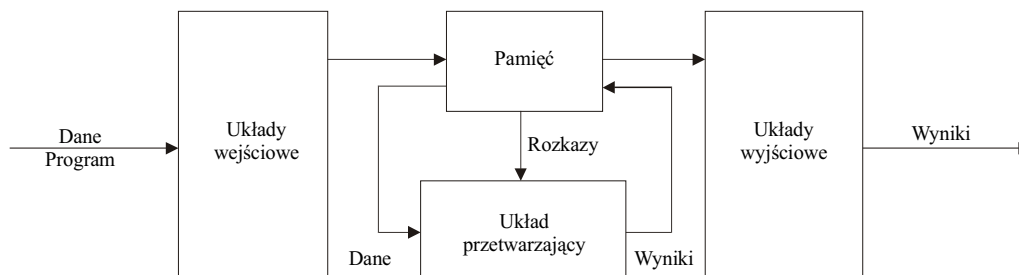 Dane
Program
Układy
wejściowe
Pamięć
Rozkazy
Układ
przetwarzający
Dane
Wyniki
Układy
wyjściowe
Wyniki